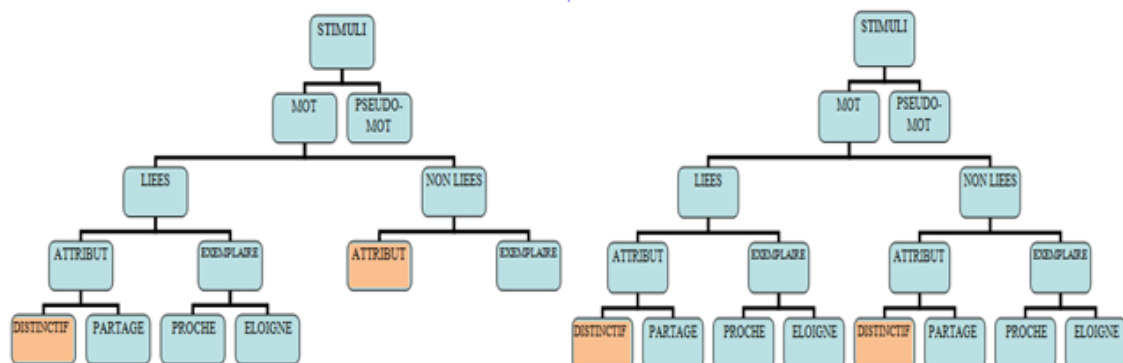 STIMULI
MOT
PSEUDO-
MOT
LIEES
NON LIEES
ATTRIBUT
EXEMPLAIRE
ATTRIBUT
EXEMPLAIRE
DISTINCTIF
PARTAGE
PROCHE
ELOIGNE
STIMULI
MOT
PSEUDO-
MOT
LIEES
NON LIEES
ATTRIBUT
EXEMPLAIRE
ATTRIBUT
EXEMPLAIRE
DISTINCTIF
PARTAGE
PROCHE
ELOIGNE
DISTINCTIF
PARTAGE
PROCHE
ELOIGNE